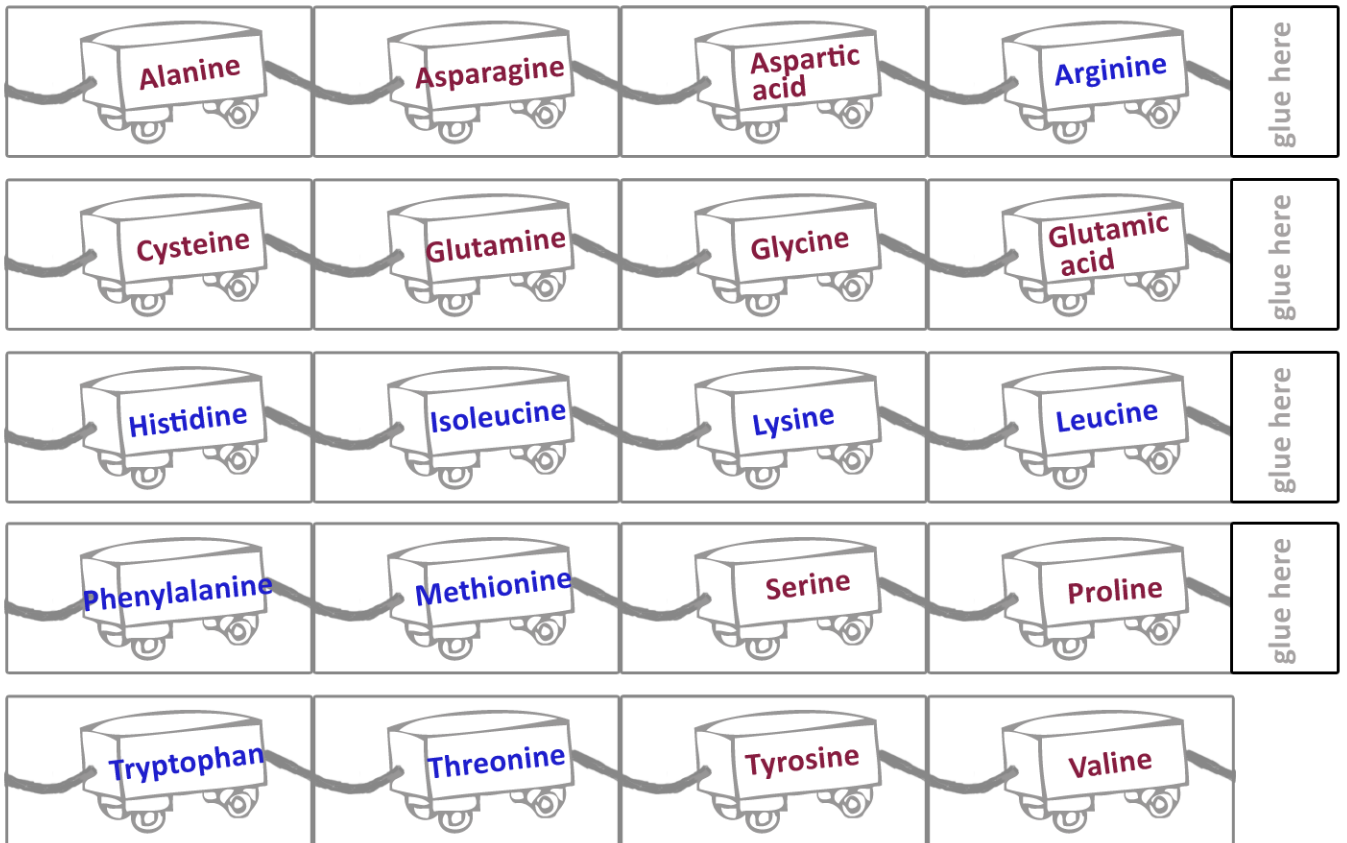 Alanine
Asparagine
Aspartic
acid
Arginine
glue here
Cysteine
Glutamine
Glycine
Glutamic
acid
glue here
Histidine
Isoleucine
Lysine
Leucine
glue here
Phenylalanine
Methionine
Serine
Proline
glue here
Tryptophan
Threonine
Tyrosine
Valine